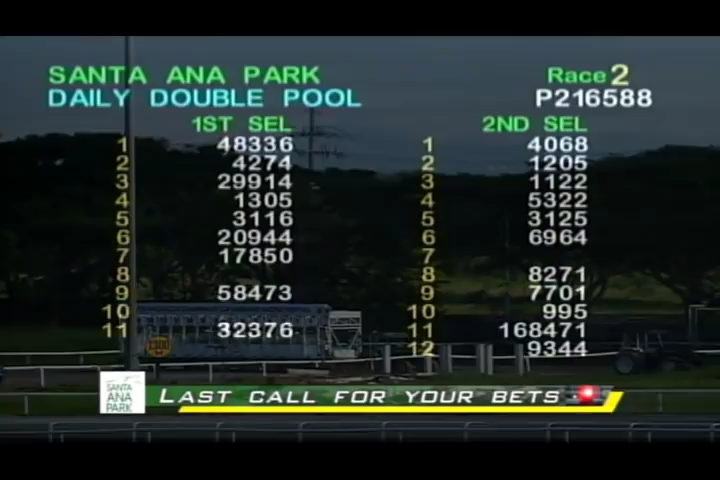 SANTA ANA PARK Race 2
DAILY DOUBLE POOL P216588
1ST SEL 2ND SEL
1 48336 1 4068
2 4274 2 1205
3 29914 3 1122
4 1305 4 5322
5 3116 5 3125
6 20944 6 6964
7 17850 7
8 8 8271
9 58473 9 7701
10 10 995
11 32376 11 168471
12 9344
1300
SANTA ANA PARK LAST CALL FOR YOUR BETS